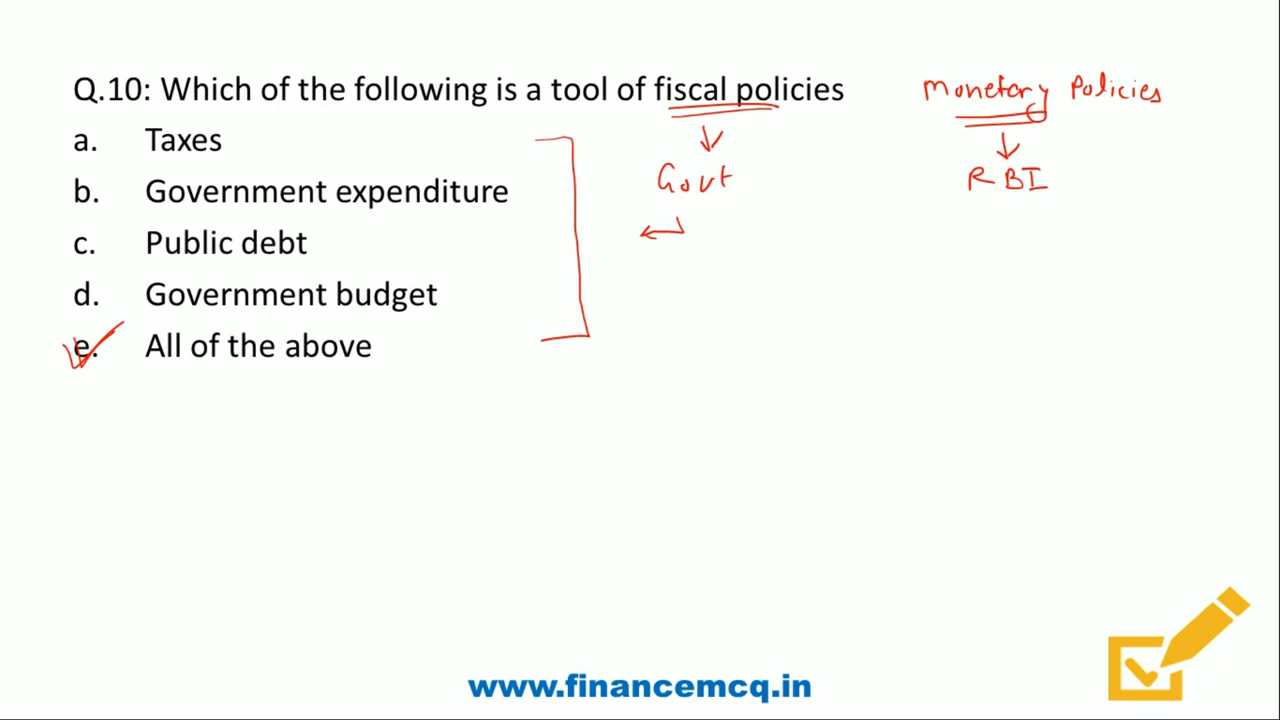 Q.10: Which of the following is a tool of fiscal policies
Monetary Policies
a. Taxes
Govt
RBI
b. Government expenditure
c. Public debt
d. Government budget
e. All of the above
www.financemcq.in